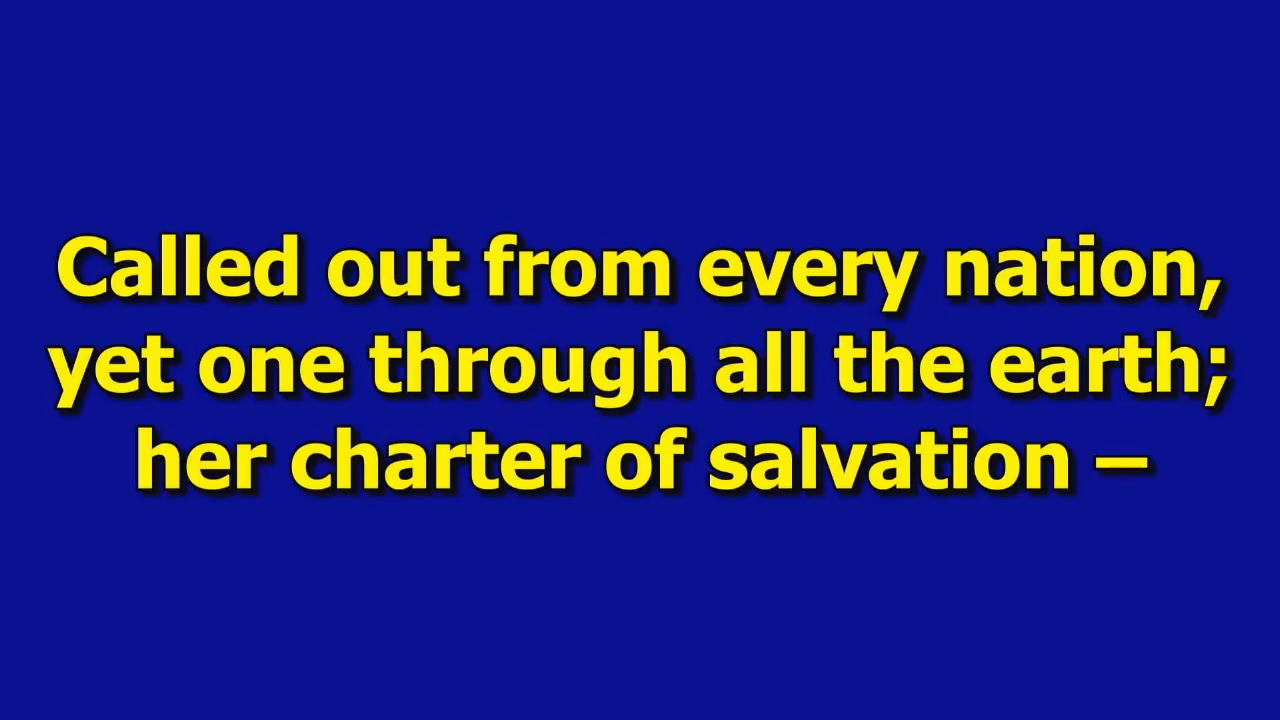 Called out from every nation,
yet one through all the earth;
her charter of salvation –